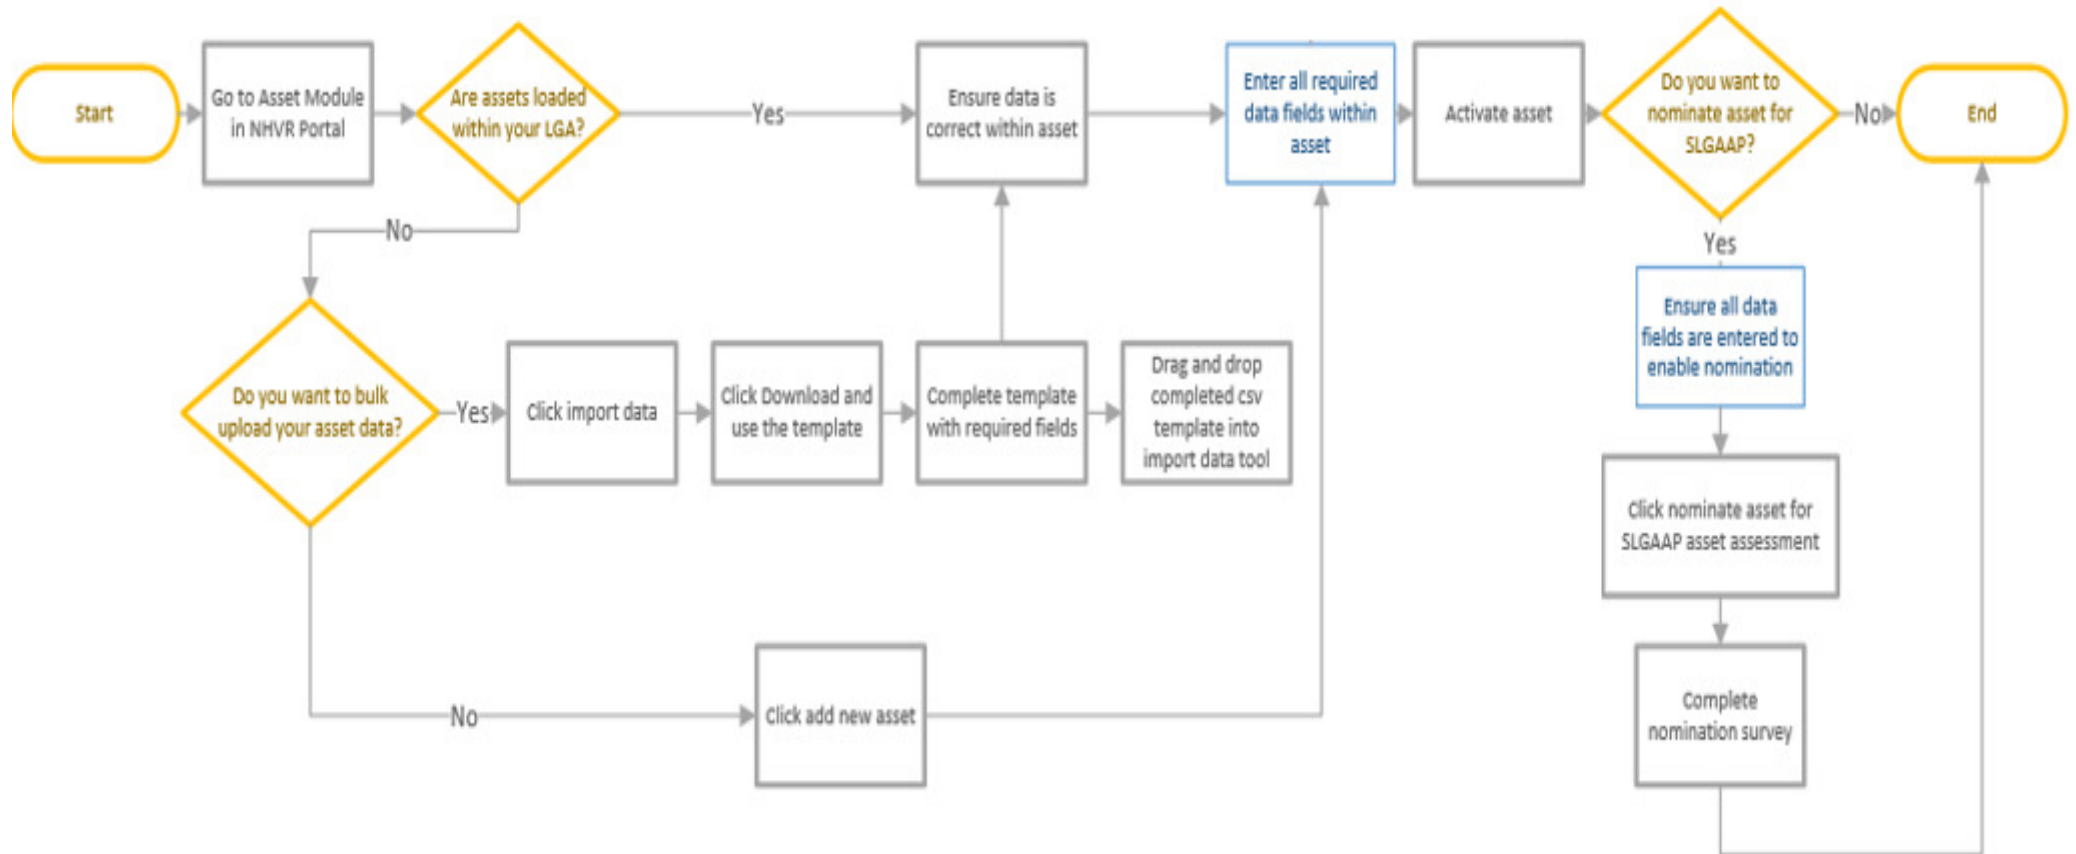 Start
Go to Asset Module
in NHVR Portal
Are assets loaded
within your LGA?
Yes
Ensure data is
correct within asset
Enter all required
data fields within
asset
Activate asset
Do you want to
nominate asset for
SLGAAP?
No
End
No
Yes
Ensure all data
fields are entered to
enable nomination
Do you want to bulk
upload your asset data?
Yes
Click import data
Click Download and
use the template
Complete template
with required fields
Drag and drop
completed csv
template into
import data tool
Click nominate asset for
SLGAAP asset assessment
No
Click add new asset
Complete
nomination survey